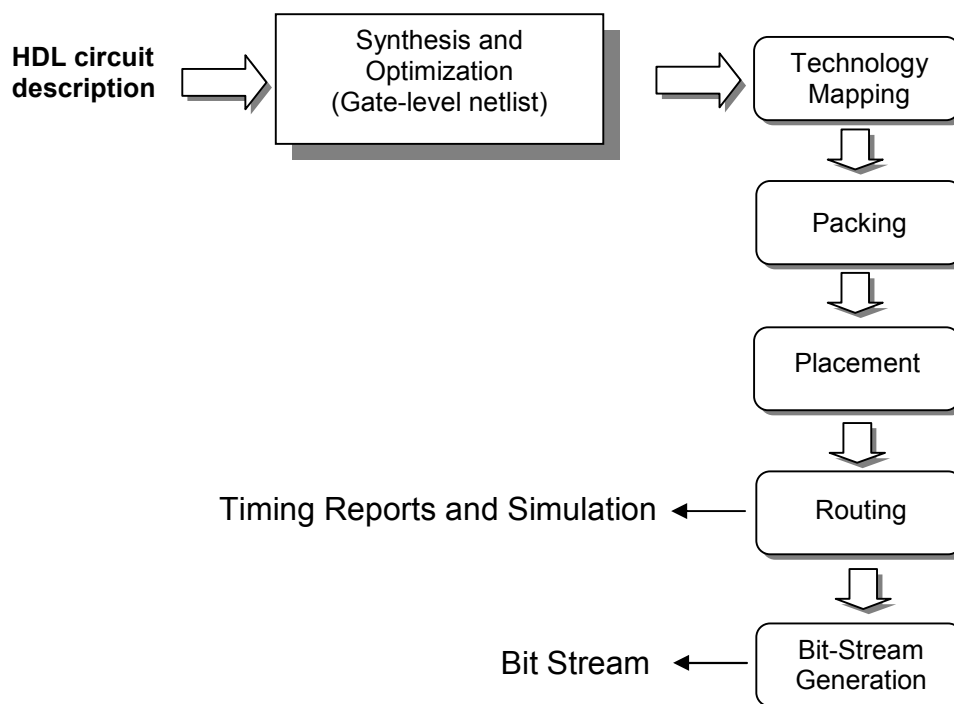 HDL circuit
description
Synthesis and
Optimization
(Gate-level netlist)
Technology
Mapping
Packing
Placement
Routing
Timing Reports and Simulation
Bit-Stream
Generation
Bit Stream